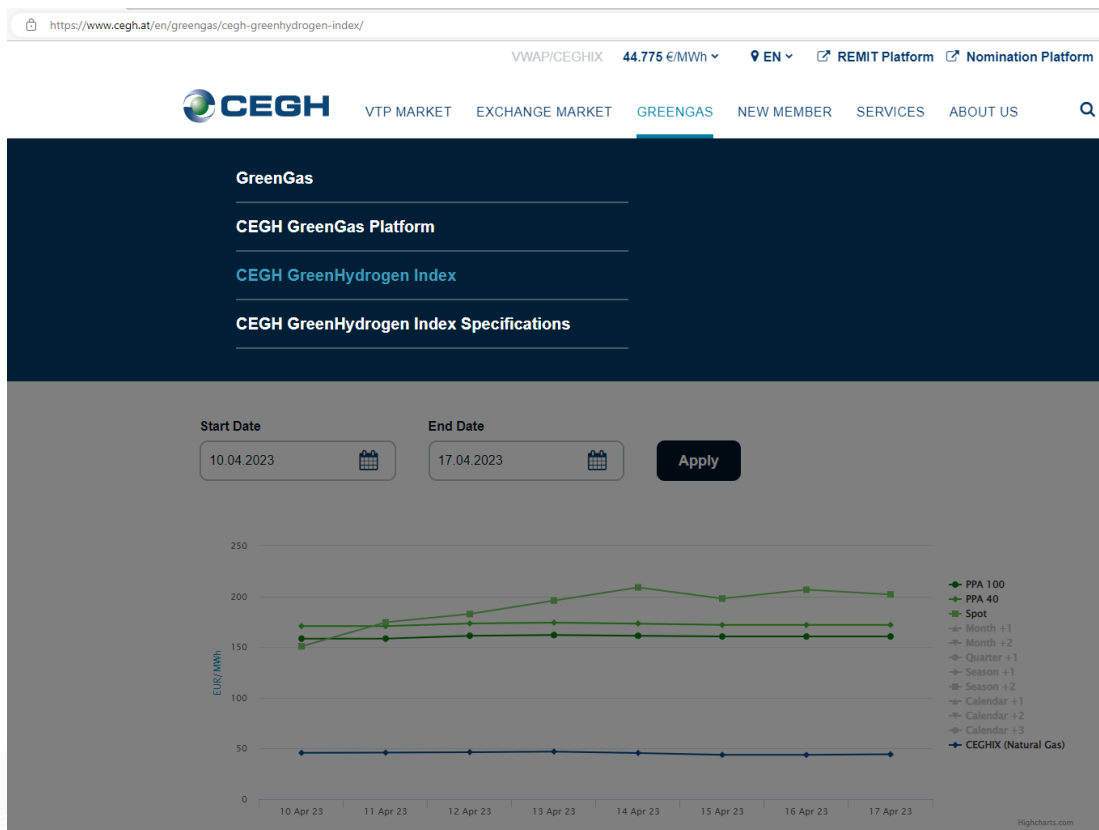 https://www.cegh.at/en/greengas/cegh-greenhydrogen-index/
VWAP/CEGHIX 44.775 €/MWh EN REMIT Platform Nomination Platform
CEGH VTP MARKET EXCHANGE MARKET GREENGAS NEW MEMBER SERVICES ABOUT US
GreenGas
CEGH GreenGas Platform
CEGH GreenHydrogen Index
CEGH GreenHydrogen Index Specifications
Start Date End Date
10.04.2023 17.04.2023 Apply
250
200
150
100
50
0
EUR/MWh
10 Apr 23 11 Apr 23 12 Apr 23 13 Apr 23 14 Apr 23 15 Apr 23 16 Apr 23 17 Apr 23
PPA 100
PPA 40
Spot
Month +1
Month +2
Quarter +1
Season +1
Season +2
Calendar +1
Calendar +2
Calendar +3
CEGHIX (Natural Gas)
Highcharts.com